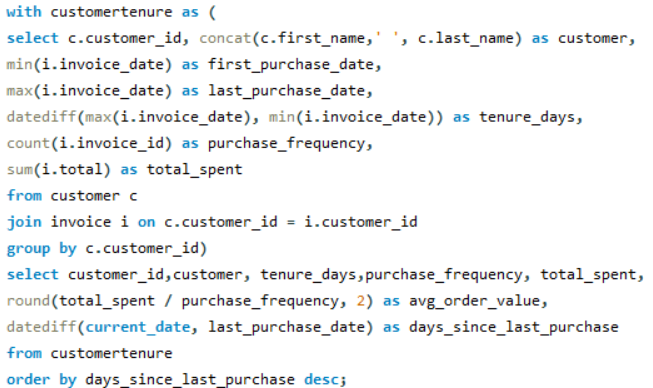 with customertenure as (
select c.customer_id, concat(c.first_name,' ', c.last_name) as customer,
min(i.invoice_date) as first_purchase_date,
max(i.invoice_date) as last_purchase_date,
datediff(max(i.invoice_date), min(i.invoice_date)) as tenure_days,
count(i.invoice_id) as purchase_frequency,
sum(i.total) as total_spent
from customer c
join invoice i on c.customer_id = i.customer_id
group by c.customer_id)
select customer_id,customer, tenure_days,purchase_frequency, total_spent,
round(total_spent / purchase_frequency, 2) as avg_order_value,
datediff(current_date, last_purchase_date) as days_since_last_purchase
from customertenure
order by days_since_last_purchase desc;